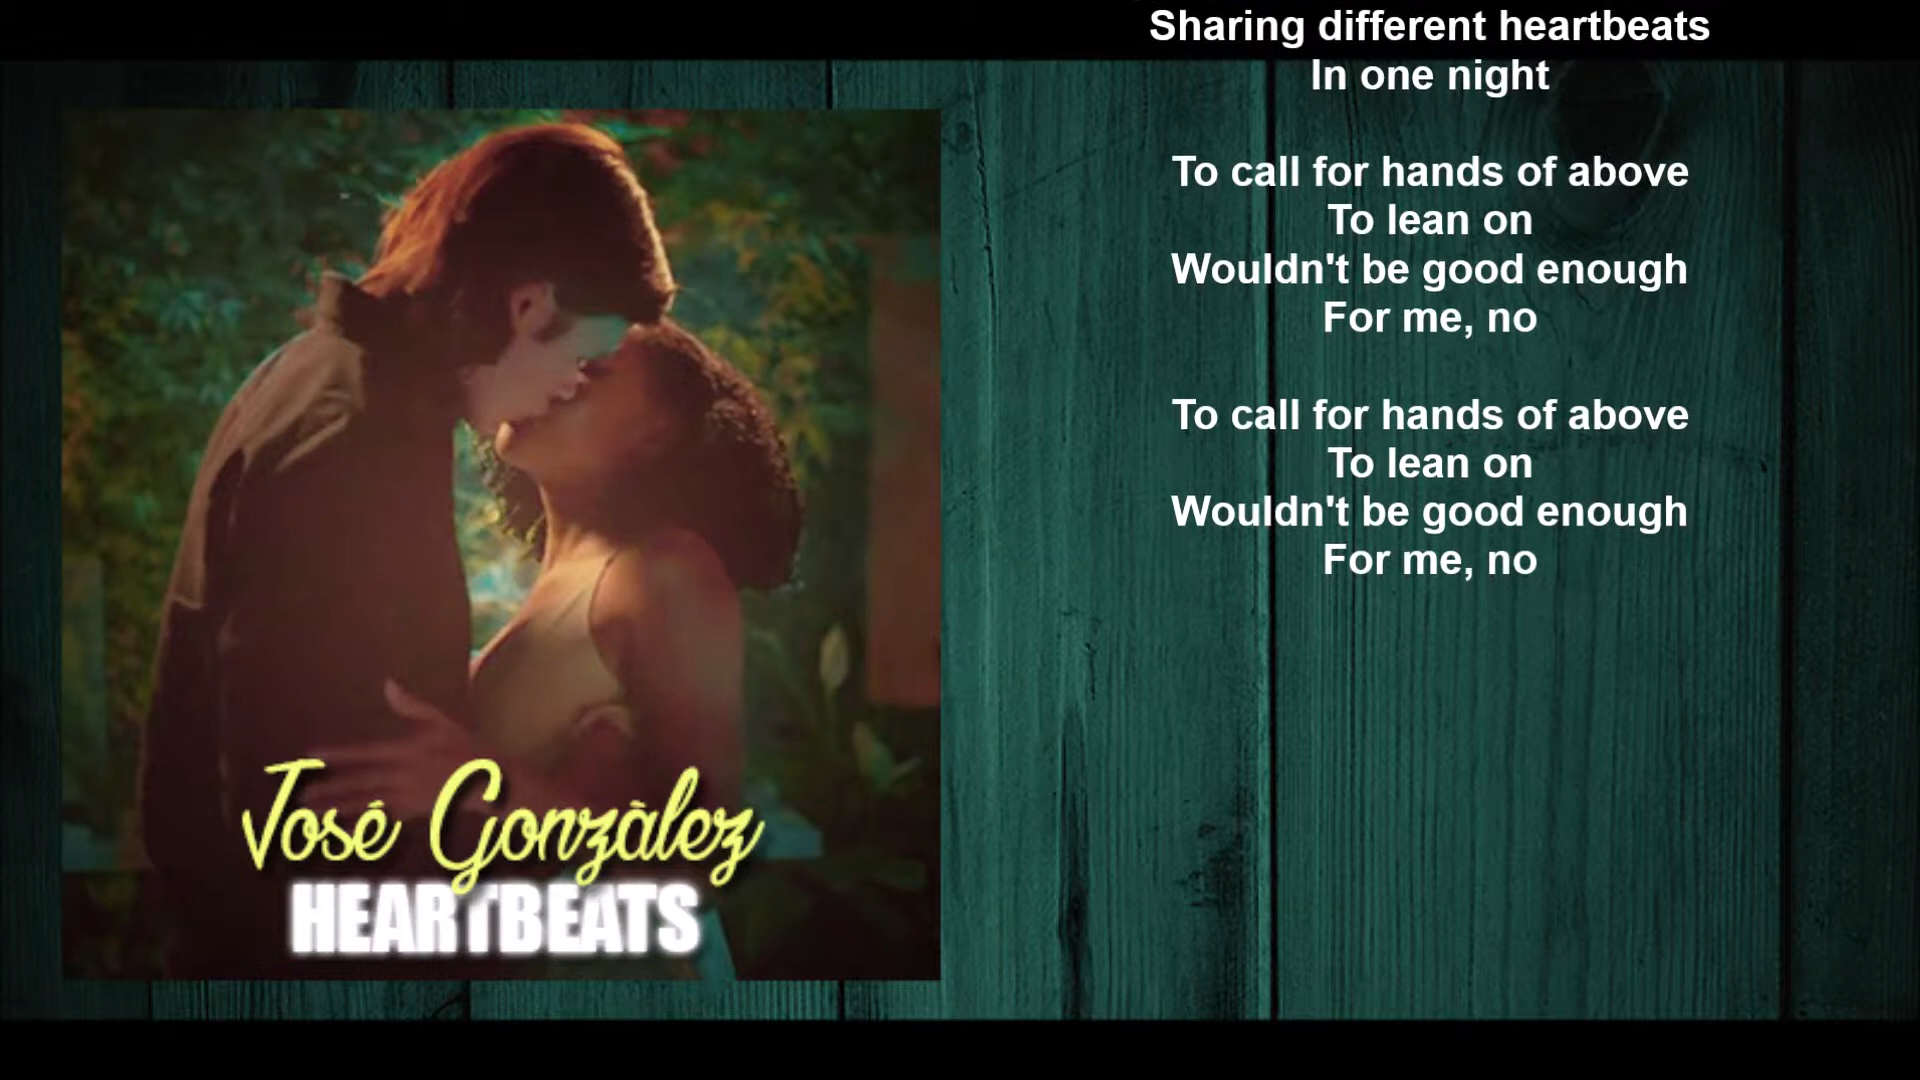 Sharing different heartbeats
In one night
To call for hands of above
To lean on
Wouldn't be good enough
For me, no
To call for hands of above
To lean on
Wouldn't be good enough
For me, no
José Gonzàlez
HEARTBEATS